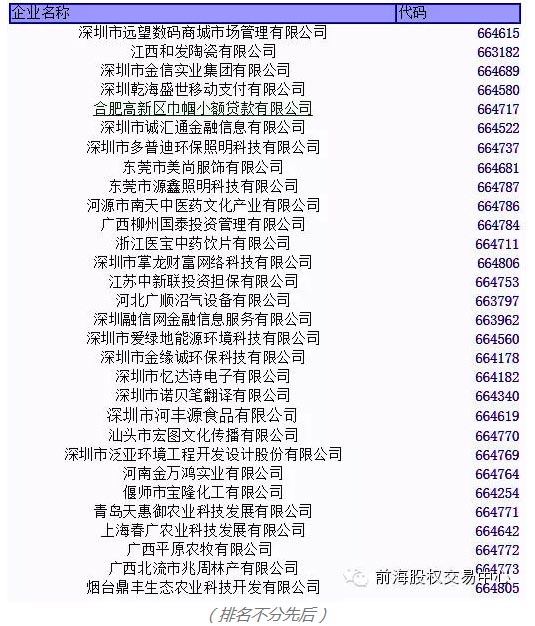 企业名称 代码
深圳市远望数码商城市场管理有限公司 664615
江西和发陶瓷有限公司 663182
深圳市金信实业集团有限公司 664689
深圳乾海盛世移动支付有限公司 664580
合肥高新区巾帼小额贷款有限公司 664717
深圳市诚汇通金融信息有限公司 664522
深圳市多普迪环保照明科技有限公司 664737
东莞市美尚服饰有限公司 664681
东莞市源鑫照明科技有限公司 664787
河源市南天中医药文化产业有限公司 664786
广西柳州国泰投资管理有限公司 664784
浙江医宝中药饮片有限公司 664711
深圳市掌龙财富网络科技有限公司 664806
江苏中新联投资担保有限公司 664753
河北广顺沼气设备有限公司 663797
深圳融信网金融信息服务有限公司 663962
深圳市爱绿地能源环境科技有限公司 664560
深圳市金缘诚环保科技有限公司 664178
深圳市忆达诗电子有限公司 664182
深圳市诺贝笔翻译有限公司 664340
深圳市河丰源食品有限公司 664619
汕头市宏图文化传播有限公司 664770
深圳市泛亚环境工程开发设计股份有限公司 664769
河南金万鸿实业有限公司 664764
偃师市宝隆化工有限公司 664254
青岛天惠御农业科技发展有限公司 664771
上海春广农业科技发展有限公司 664642
广西平原农牧有限公司 664772
广西北流市兆周林产有限公司 664773
烟台鼎丰生态农业科技开发有限公司 664805
前海股权交易中心
（排名不分先后）